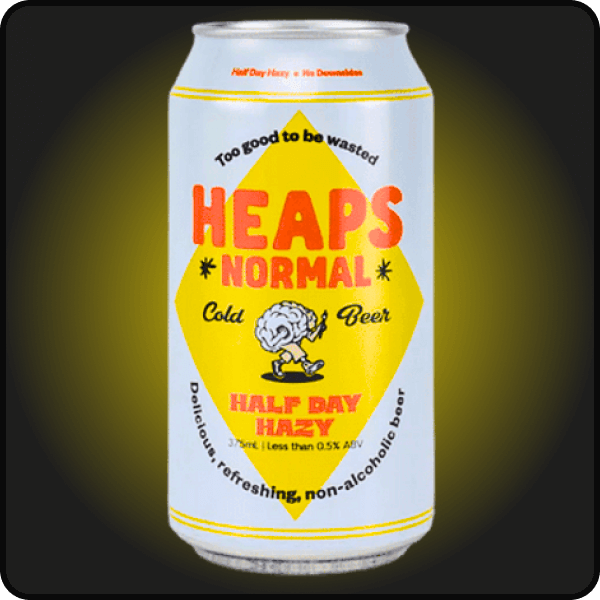 Half Day Hazy * No Downsides
Too good to be wasted
HEAPS
*NORMAL*
Cold Beer
HALF DAY
HAZY
375mL | Less than 0.5% ABV
Delicious, refreshing, non-alcoholic beer